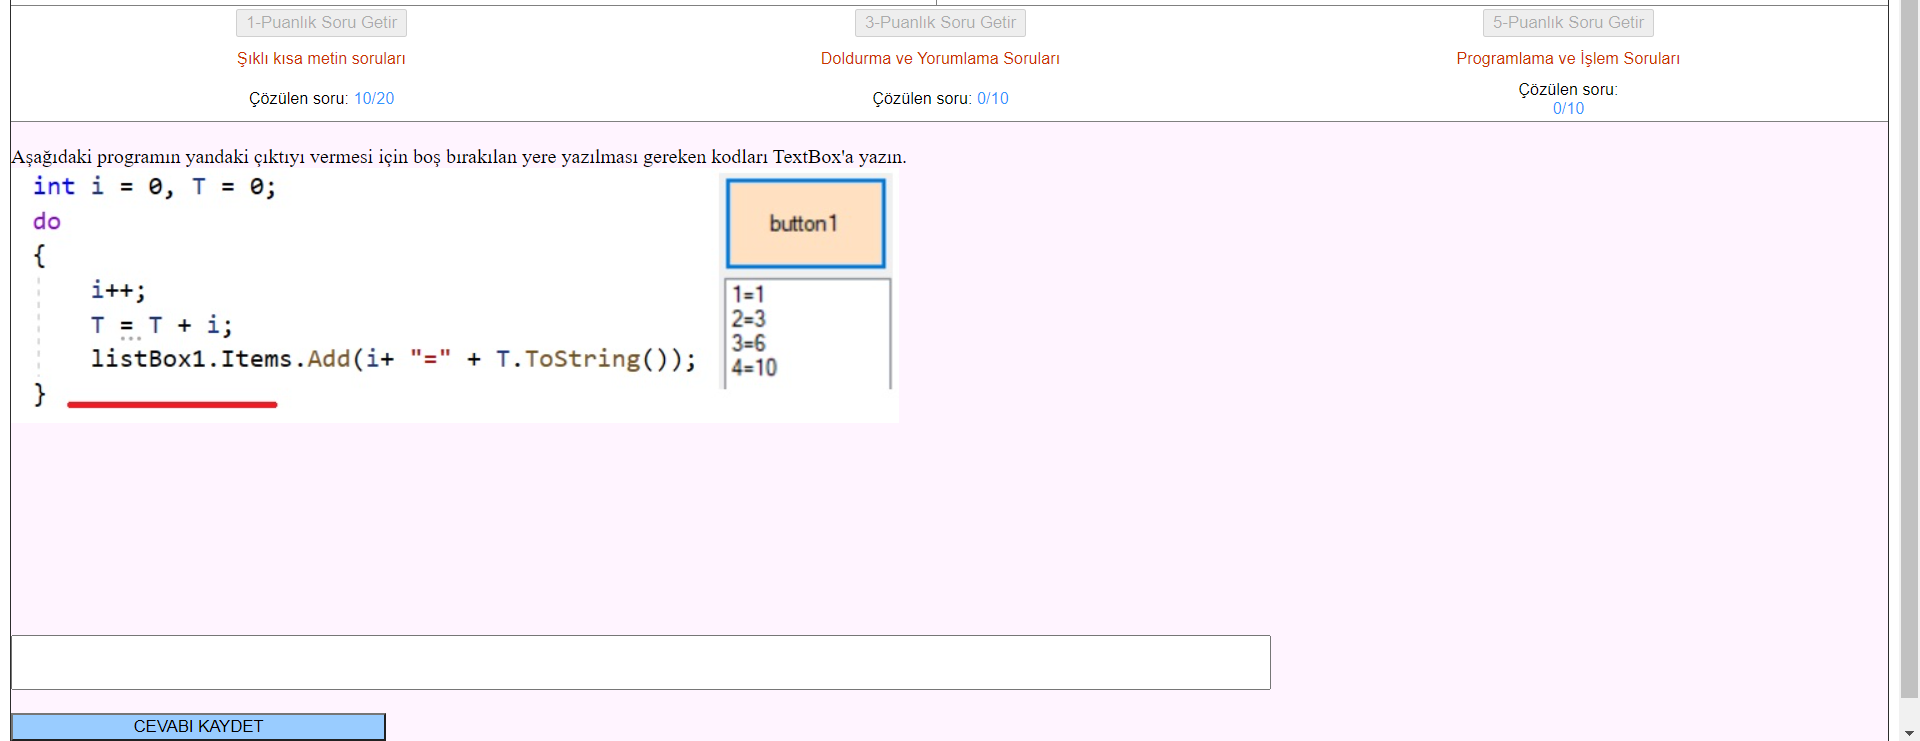 1-Puanlık Soru Getir
3-Puanlık Soru Getir
5-Puanlık Soru Getir
Şıklı kısa metin soruları
Doldurma ve Yorumlama Soruları
Programlama ve İşlem Soruları
Çözülen soru: 10/20
Çözülen soru: 0/10
Çözülen soru:
0/10
Aşağıdaki programın yandaki çıktıyı vermesi için boş bırakılan yere yazılması gereken kodları TextBox'a yazın.
int i = 0, T = 0;
do
{
i++;
T = T + i;
listBox1.Items.Add(i+ "=" + T.ToString());
}
button1
1=1
2=3
3=6
4=10
CEVABI KAYDET